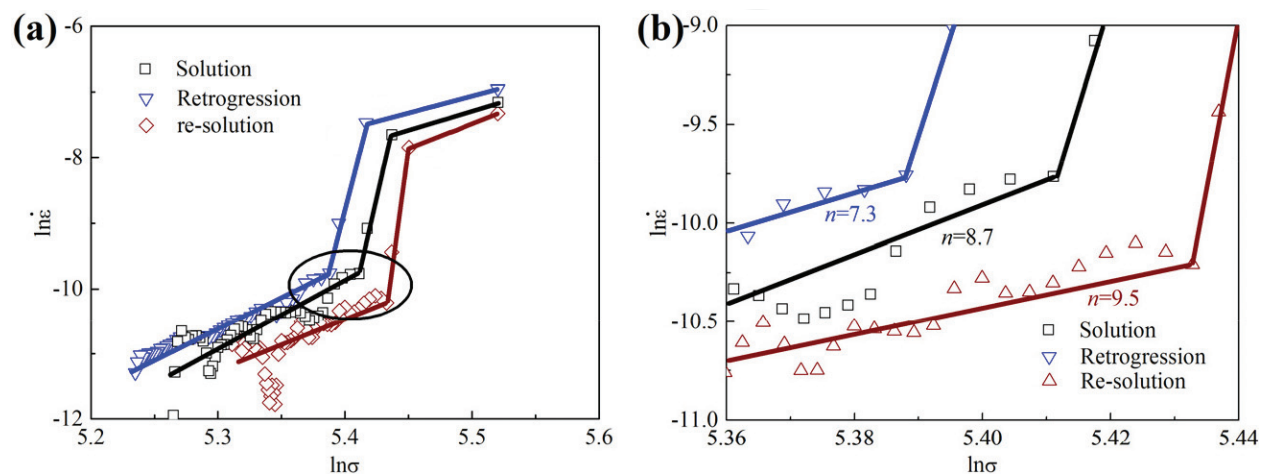 (a)
-6
-8
-10
-12
lnε̇
5.2 5.3 5.4 5.5 5.6
lnσ
Solution
Retrogression
re-solution
(b)
-9.0
-9.5
-10.0
-10.5
-11.0
lnε̇
5.36 5.38 5.40 5.42 5.44
lnσ
n=7.3
n=8.7
n=9.5
Solution
Retrogression
Re-solution